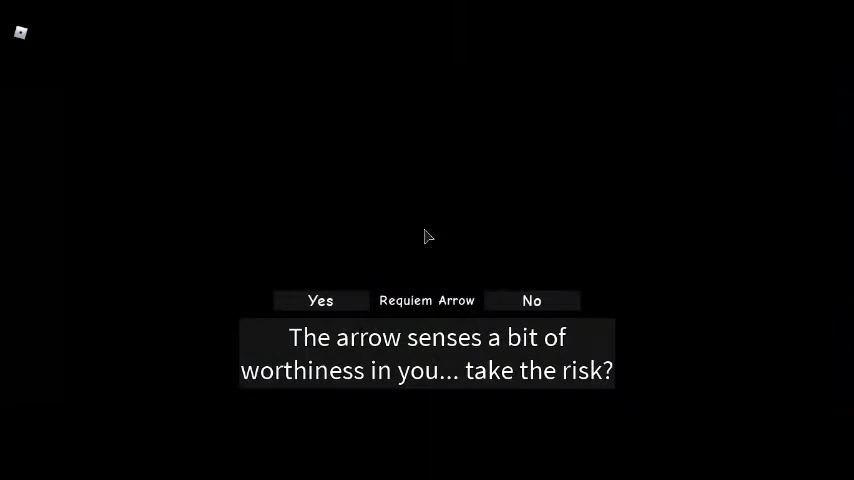 Yes Requiem Arrow No
The arrow senses a bit of
worthiness in you... take the risk?